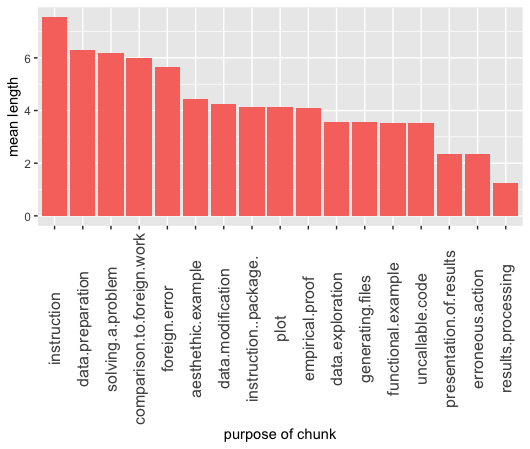 mean length
6
4
2
0
instruction
data.preparation
solving.a.problem
comparison.to.foreign.work
foreign.error
aesthethic.example
data.modification
instruction..package.
plot
empirical.proof
data.exploration
generating.files
functional.example
uncallable.code
presentation.of.results
erroneous.action
results.processing
purpose of chunk